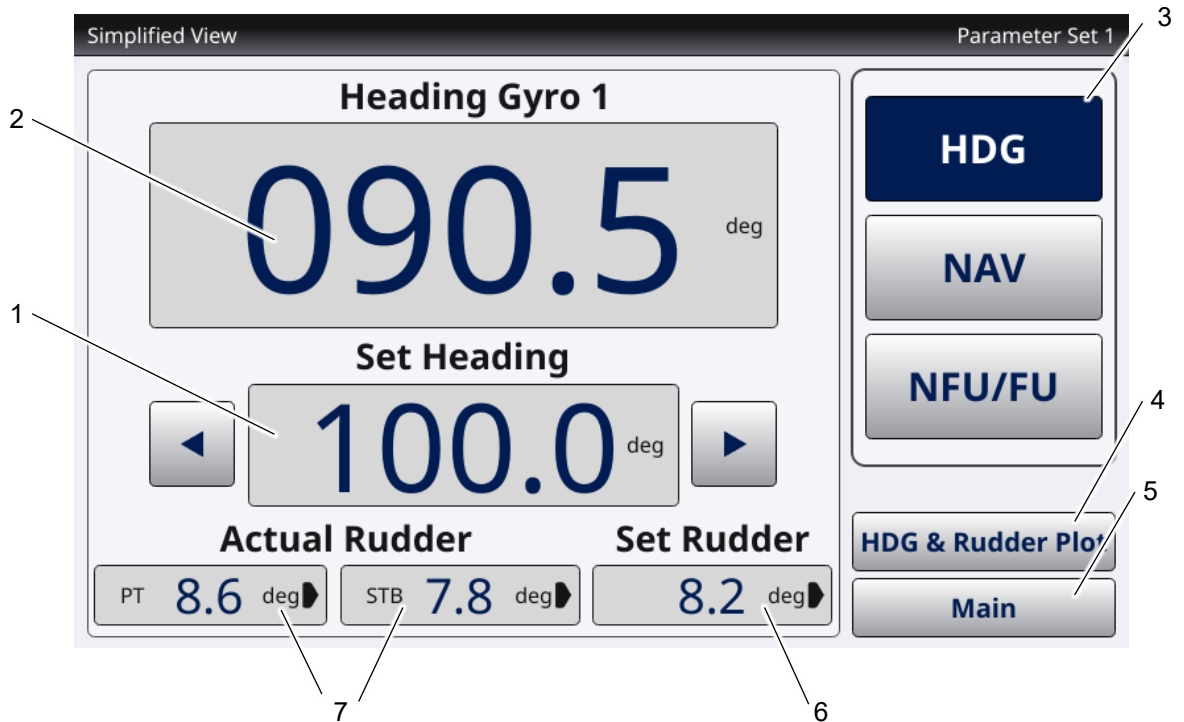 Simplified View
Parameter Set 1
3
Heading Gyro 1
HDG
2
090.5 deg
NAV
1
Set Heading
◀ 100.0 deg ▶
NFU/FU
4
5
Actual Rudder
Set Rudder
HDG & Rudder Plot
PT 8.6 deg
STB 7.8 deg
8.2 deg
Main
7
6